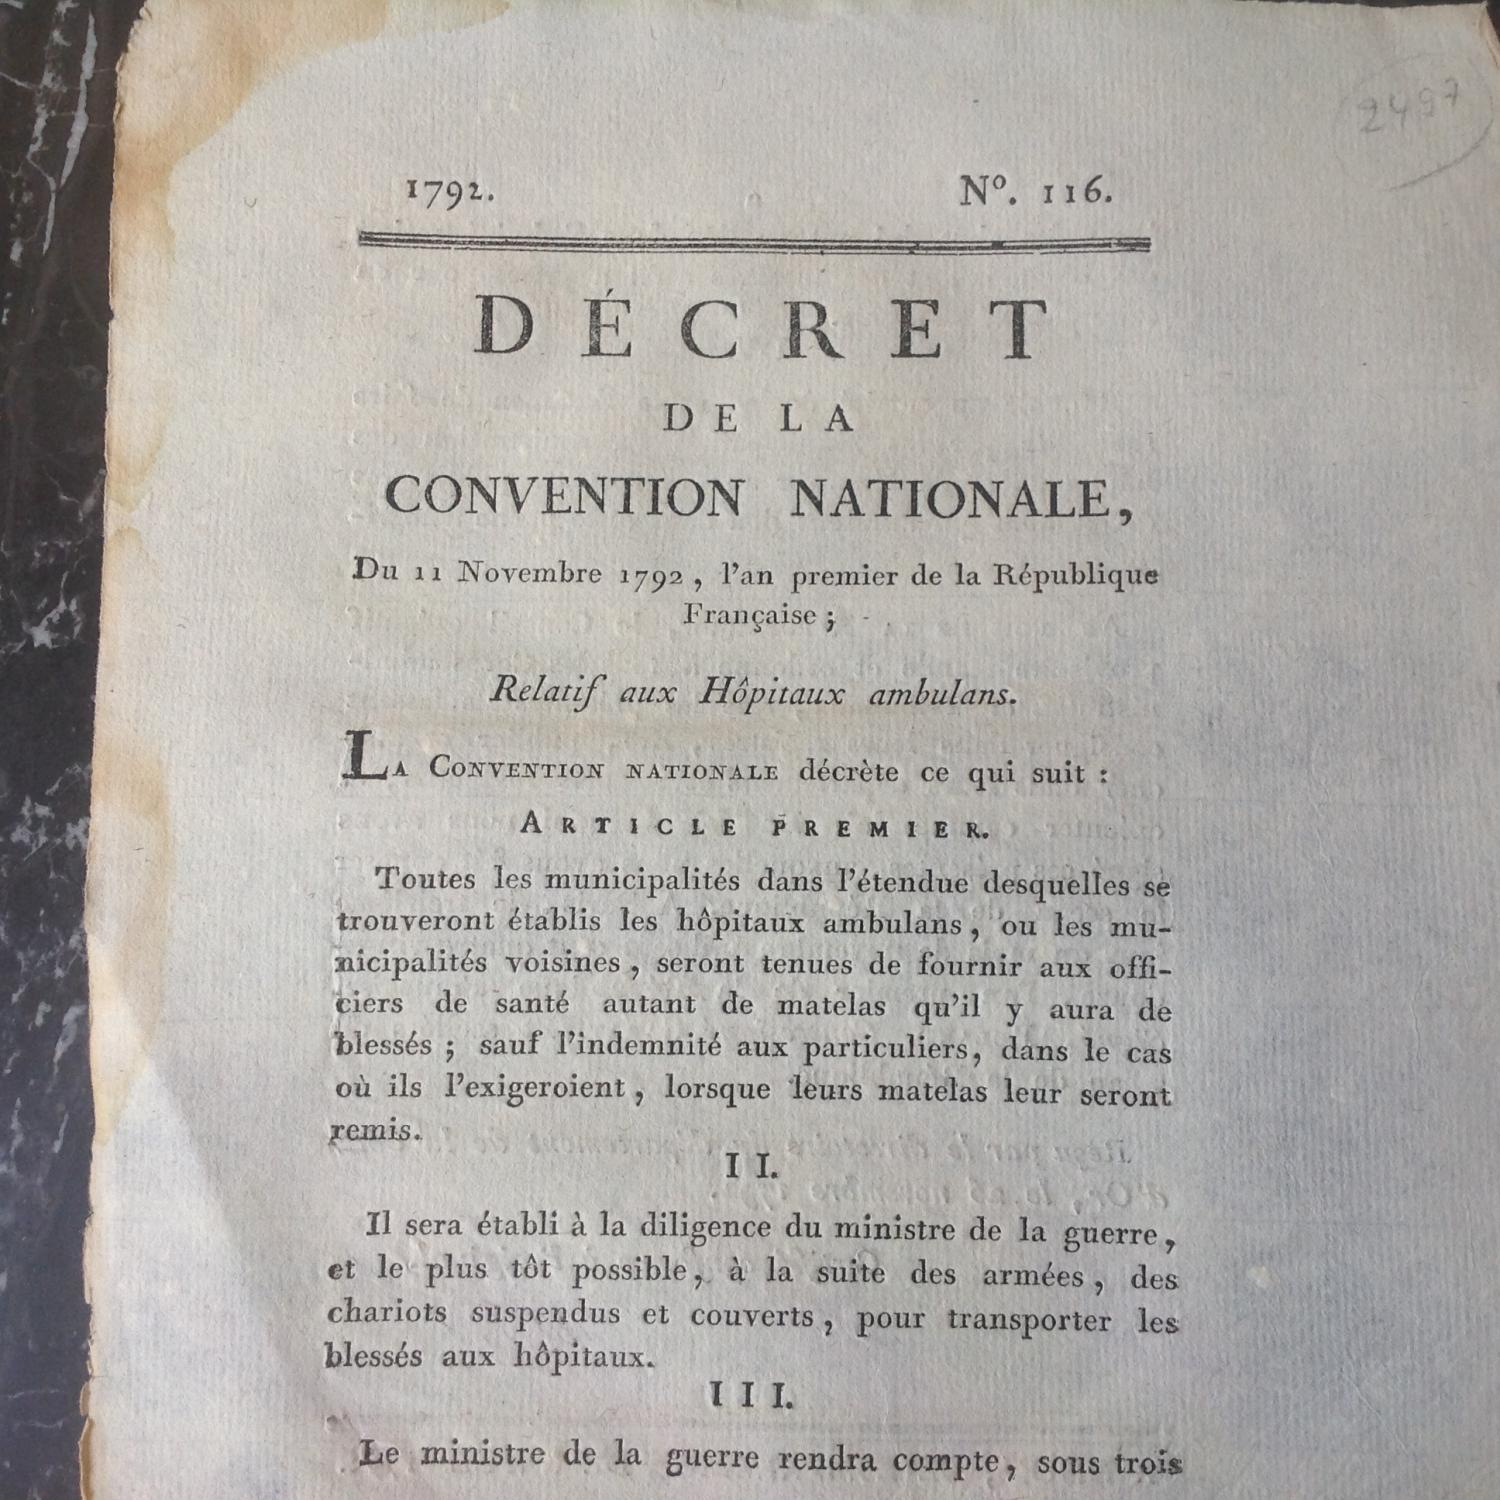 2497
1792. Nº. 116.
DÉCRET
DE LA
CONVENTION NATIONALE,
Du 11 Novembre 1792, l'an premier de la République
Française;
Relatif aux Hôpitaux ambulans.
LA CONVENTION NATIONALE décrète ce qui suit :
ARTICLE PREMIER.
Toutes les municipalités dans l'étendue desquelles se
trouveront établis les hôpitaux ambulans, ou les mu-
nicipalités voisines, seront tenues de fournir aux offi-
ciers de santé autant de matelas qu'il y aura de
blessés ; sauf l'indemnité aux particuliers, dans le cas
où ils l'exigeroient, lorsque leurs matelas leur seront
remis.
II.
Il sera établi à la diligence du ministre de la guerre,
et le plus tôt possible, à la suite des armées, des
chariots suspendus et couverts, pour transporter les
blessés aux hôpitaux.
III.
Le ministre de la guerre rendra compte, sous trois